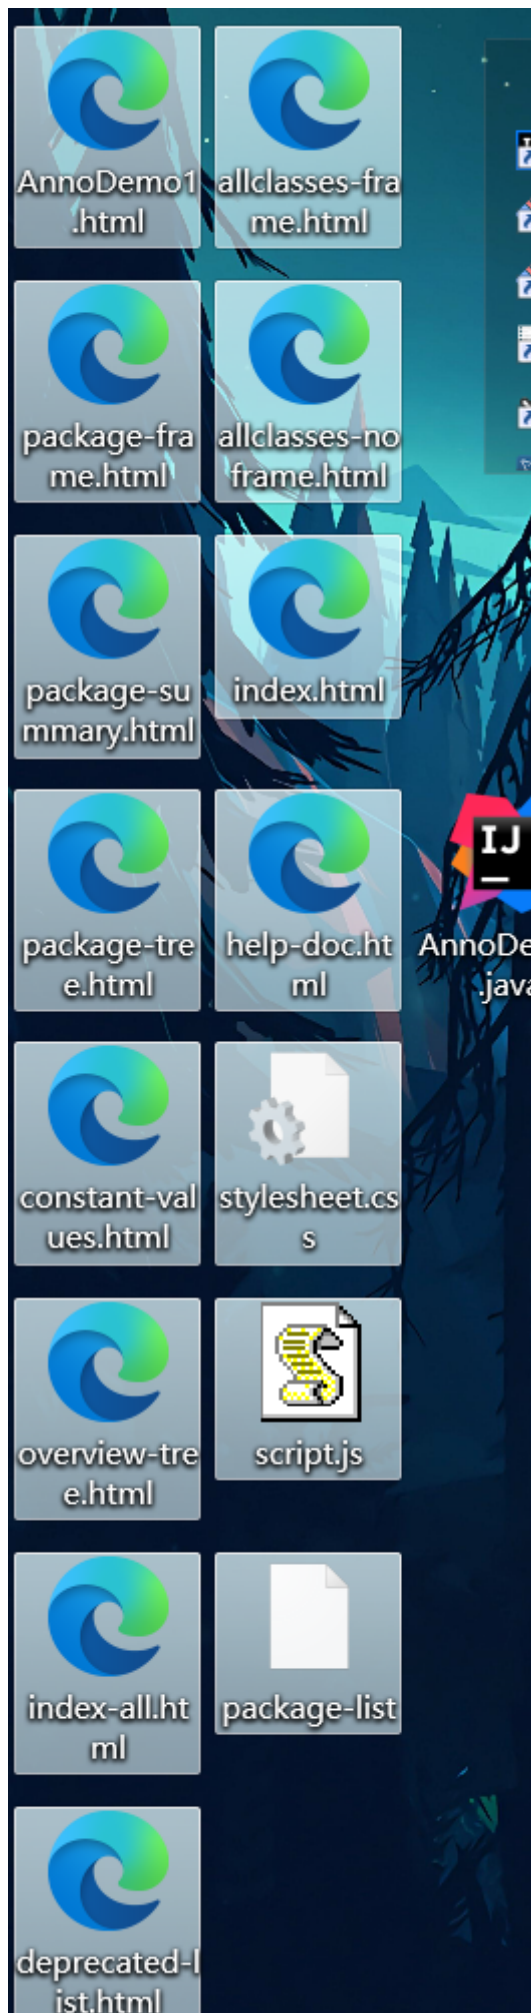 AnnoDemo1
.html
allclasses-fra
me.html
package-fra
me.html
allclasses-no
frame.html
package-su
mmary.html
index.html
package-tre
e.html
help-doc.ht
ml
AnnoDe
.java
IJ
constant-val
ues.html
stylesheet.cs
s
overview-tre
e.html
script.js
index-all.ht
ml
package-list
deprecated-l
ist.html